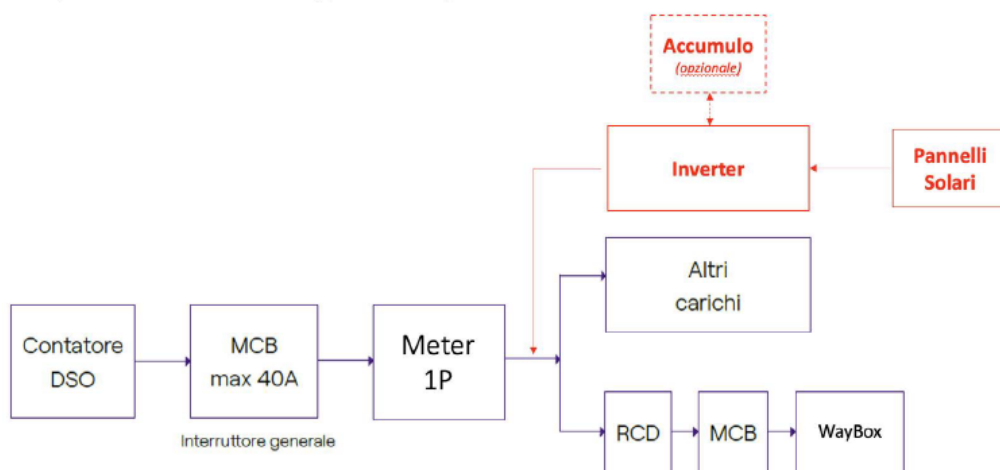 Accumulo
(opzionale)
Inverter
Pannelli
Solari
Altri
carichi
Contatore
DSO
MCB
max 40A
Meter
1P
Interruttore generale
RCD
MCB
WayBox